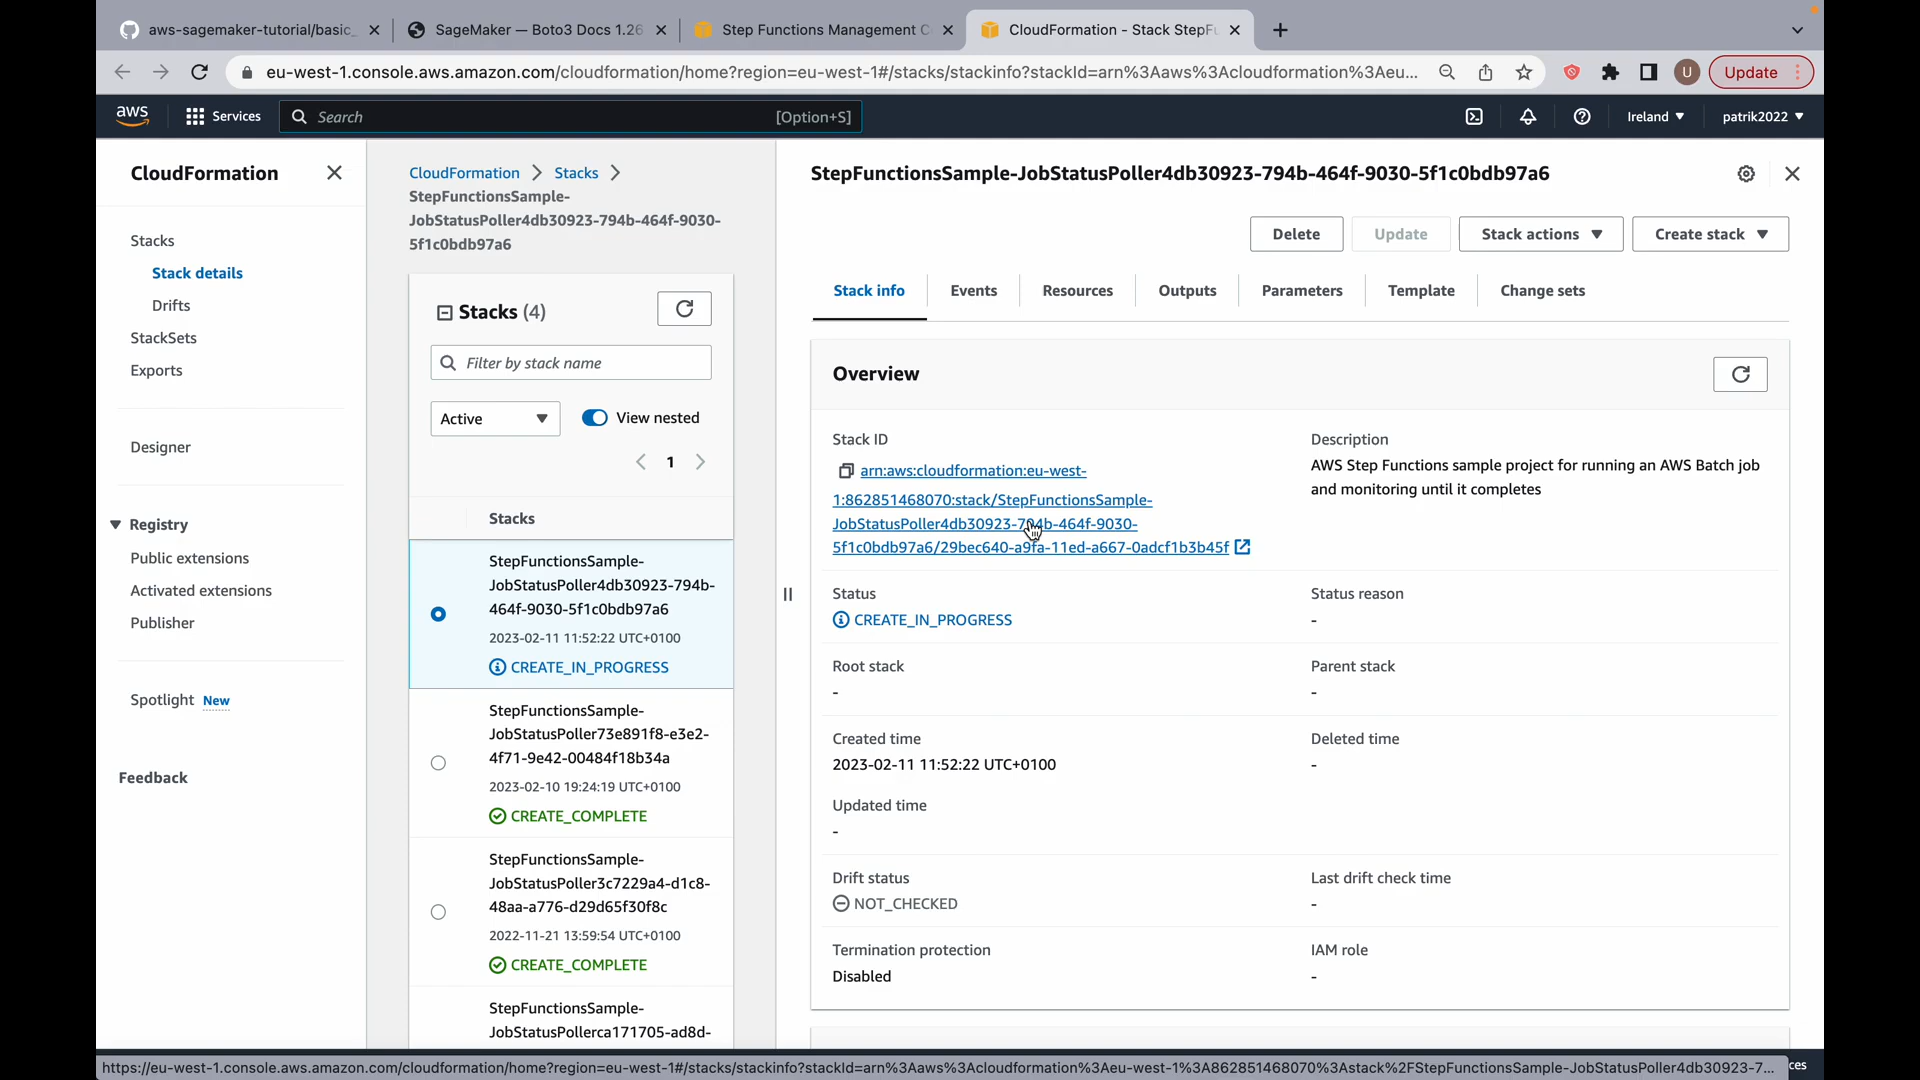 aws-sagemaker-tutorial/basic_
SageMaker — Boto3 Docs 1.26
Step Functions Management C
CloudFormation - Stack StepFu
eu-west-1.console.aws.amazon.com/cloudformation/home?region=eu-west-1#/stacks/stackinfo?stackId=arn%3Aaws%3Acloudformation%3Aeu...
U
Update
aws
Services
Search
[Option+S]
Ireland
patrik2022
CloudFormation
Stacks
Stack details
Drifts
StackSets
Exports
Designer
Registry
Public extensions
Activated extensions
Publisher
Spotlight New
Feedback
CloudFormation
Stacks
StepFunctionsSample-
JobStatusPoller4db30923-794b-464f-9030-
5f1c0bdb97a6
Stacks (4)
Filter by stack name
Active
View nested
1
Stacks
StepFunctionsSample-
JobStatusPoller4db30923-794b-
464f-9030-5f1c0bdb97a6
2023-02-11 11:52:22 UTC+0100
CREATE_IN_PROGRESS
StepFunctionsSample-
JobStatusPoller73e891f8-e3e2-
4f71-9e42-00484f18b34a
2023-02-10 19:24:19 UTC+0100
CREATE_COMPLETE
StepFunctionsSample-
JobStatusPoller3c7229a4-d1c8-
48aa-a776-d29d65f30f8c
2022-11-21 13:59:54 UTC+0100
CREATE_COMPLETE
StepFunctionsSample-
JobStatusPollerca171705-ad8d-
StepFunctionsSample-JobStatusPoller4db30923-794b-464f-9030-5f1c0bdb97a6
Delete
Update
Stack actions
Create stack
Stack info
Events
Resources
Outputs
Parameters
Template
Change sets
Overview
Stack ID
arn:aws:cloudformation:eu-west-
1:862851468070:stack/StepFunctionsSample-
JobStatusPoller4db30923-794b-464f-9030-
5f1c0bdb97a6/29bec640-a9fa-11ed-a667-0adcf1b3b45f
Description
AWS Step Functions sample project for running an AWS Batch job
and monitoring until it completes
Status
CREATE_IN_PROGRESS
Status reason
-
Root stack
-
Parent stack
-
Created time
2023-02-11 11:52:22 UTC+0100
Deleted time
-
Updated time
-
Drift status
NOT_CHECKED
Last drift check time
-
Termination protection
Disabled
IAM role
-
https://eu-west-1.console.aws.amazon.com/cloudformation/home?region=eu-west-1#/stacks/stackinfo?stackId=arn%3Aaws%3Acloudformation%3Aeu-west-1%3A862851468070%3Astack%2FStepFunctionsSample-JobStatusPoller4db30923-7...
ces